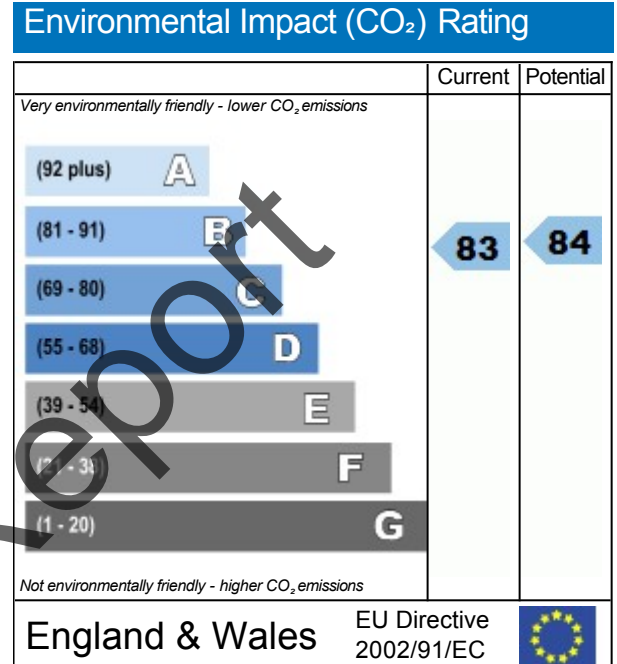 Environmental Impact (CO₂) Rating
Current Potential
Very environmentally friendly - lower CO₂ emissions
(92 plus) A
(81 - 91) B
83 84
(69 - 80) C
(55 - 68) D
(39 - 54) E
(21 - 38) F
(1 - 20) G
Not environmentally friendly - higher CO₂ emissions
England & Wales
EU Directive
2002/91/EC